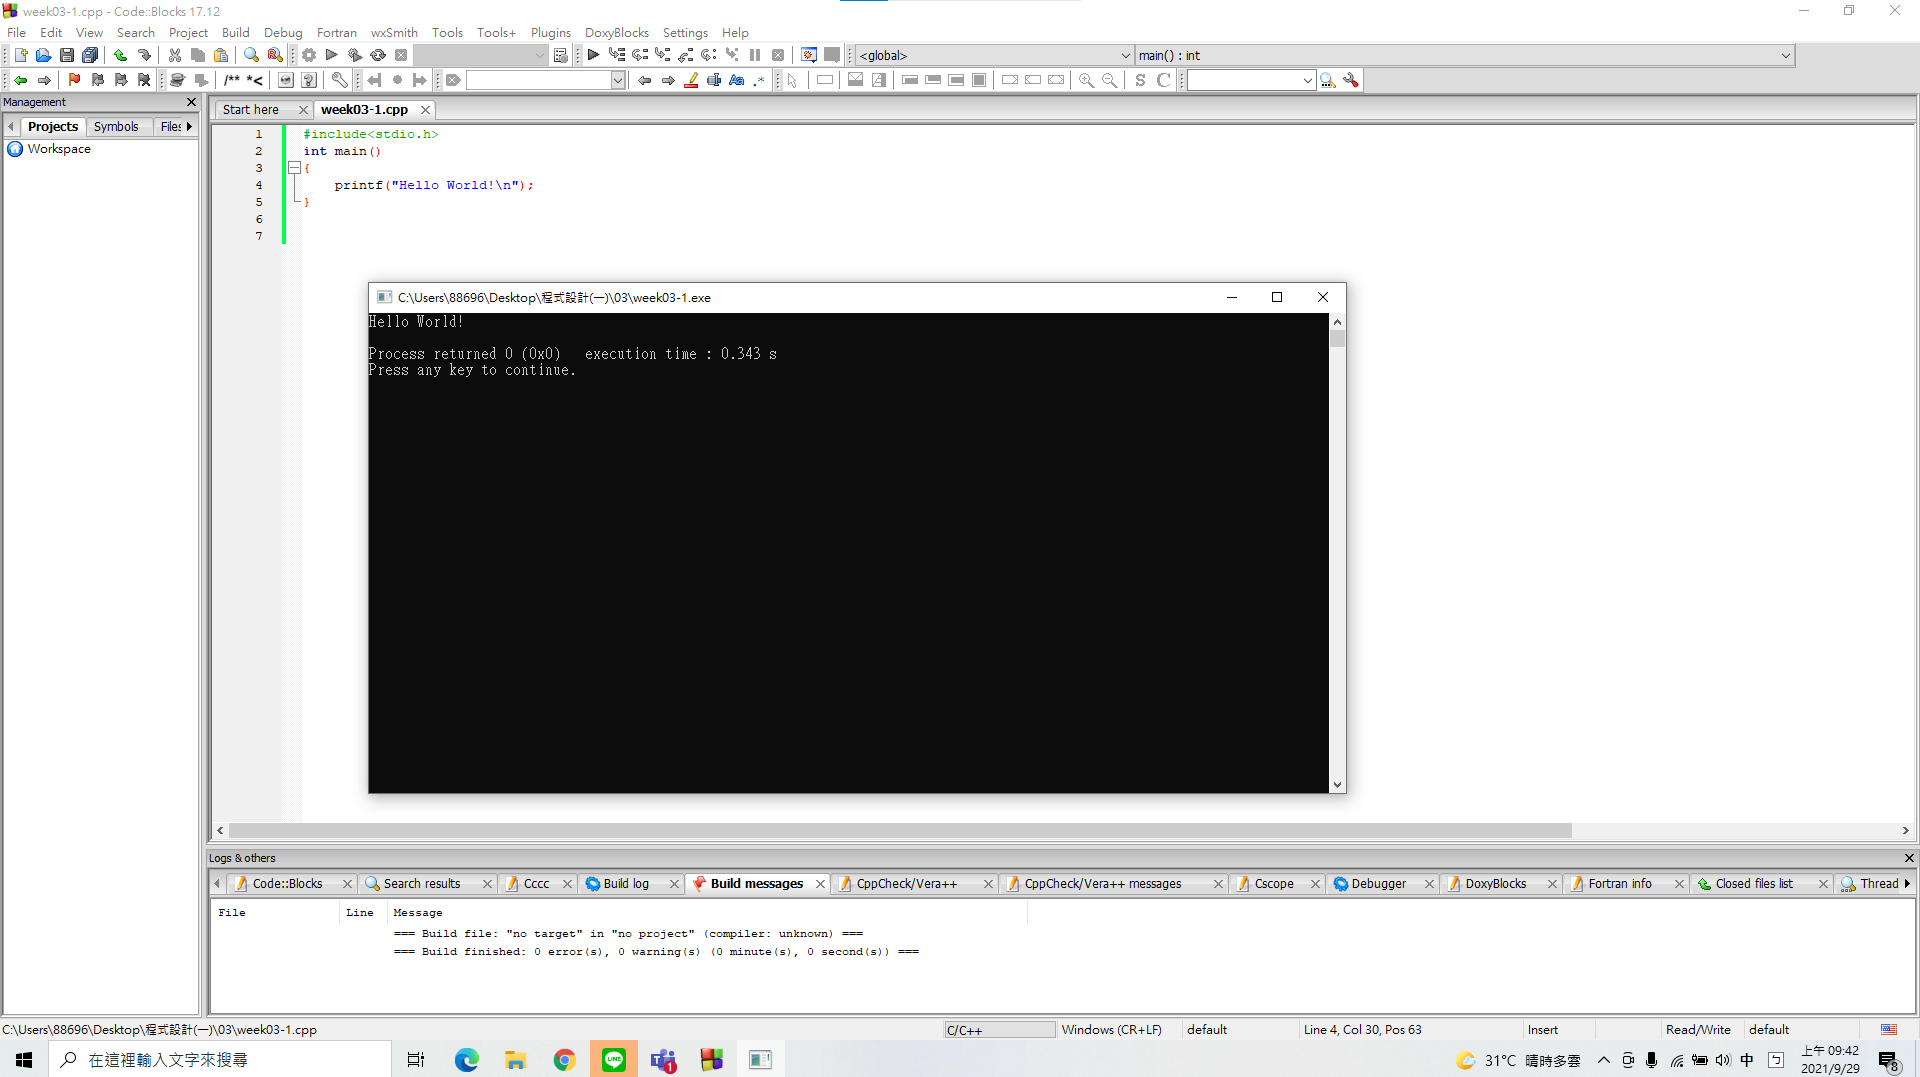 week03-1.cpp - Code::Blocks 17.12
File Edit View Search Project Build Debug Fortran wxSmith Tools Tools+ Plugins DoxyBlocks Settings Help
<global> main() : int
/** *<
Management
Start here week03-1.cpp
Projects Symbols Files
Workspace
1 #include<stdio.h>
2 int main()
3 {
4 printf("Hello World!\n");
5 }
6
7
C:\Users\88696\Desktop\程式設計(一)\03\week03-1.exe
Hello World!
Process returned 0 (0x0)   execution time : 0.343 s
Press any key to continue.
Logs & others
Code::Blocks Search results Cccc Build log Build messages CppCheck/Vera++ CppCheck/Vera++ messages Cscope Debugger DoxyBlocks Fortran info Closed files list Thread
File Line Message
=== Build file: "no target" in "no project" (compiler: unknown) ===
=== Build finished: 0 error(s), 0 warning(s) (0 minute(s), 0 second(s)) ===
C:\Users\88696\Desktop\程式設計(一)\03\week03-1.cpp C/C++ Windows (CR+LF) default Line 4, Col 30, Pos 63 Insert Read/Write default
在這裡輸入文字來搜尋
LINE
1
31°C 晴時多雲
中
上午 09:42
2021/9/29
8